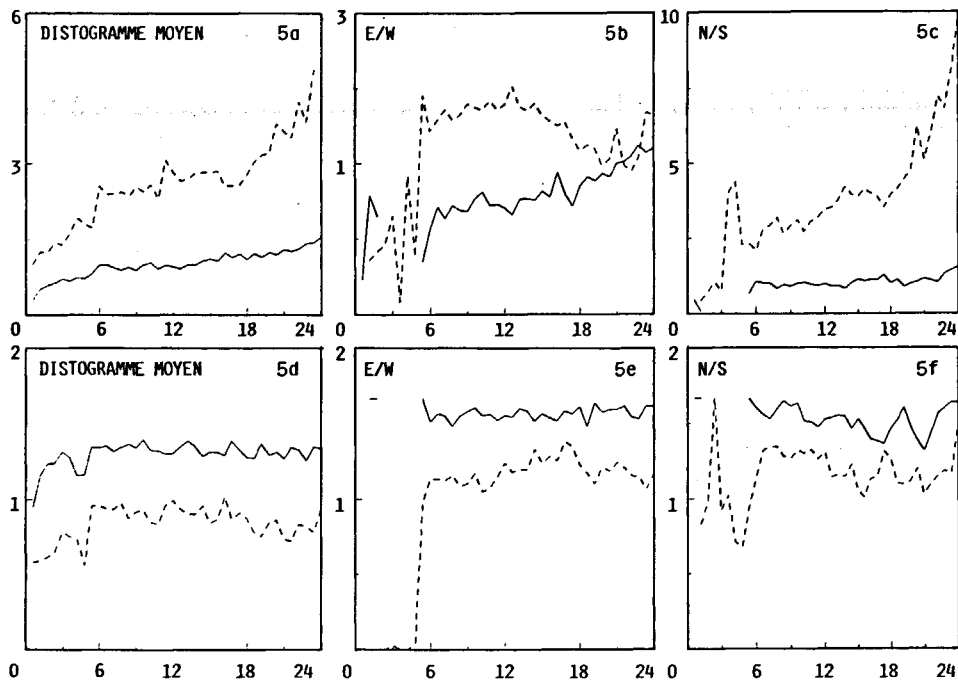 6 DISTOGRAMME MOYEN 5a
3
0 6 12 18 24
3 E/W 5b
1
6 12 18 24
10 N/S 5c
5
0 6 12 18 24
2 DISTOGRAMME MOYEN 5d
1
0 6 12 18 24
2 E/W 5e
1
0 6 12 18 24
2 N/S 5f
1
0 6 12 18 24